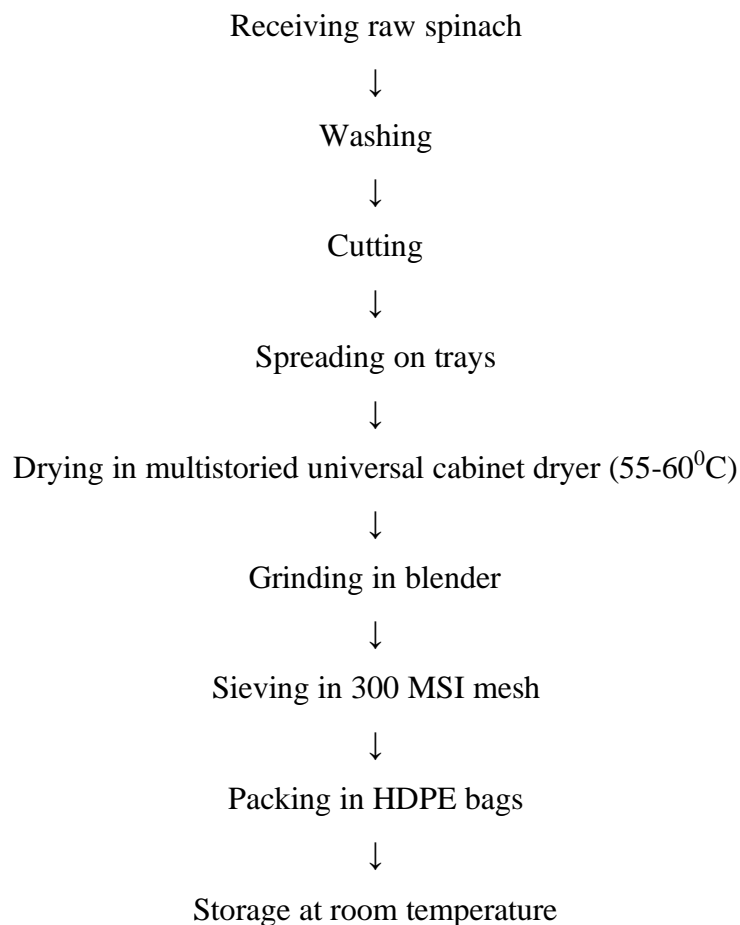 Receiving raw spinach
↓
Washing
↓
Cutting
↓
Spreading on trays
↓
Drying in multistoried universal cabinet dryer (55-60⁰C)
↓
Grinding in blender
↓
Sieving in 300 MSI mesh
↓
Packing in HDPE bags
↓
Storage at room temperature